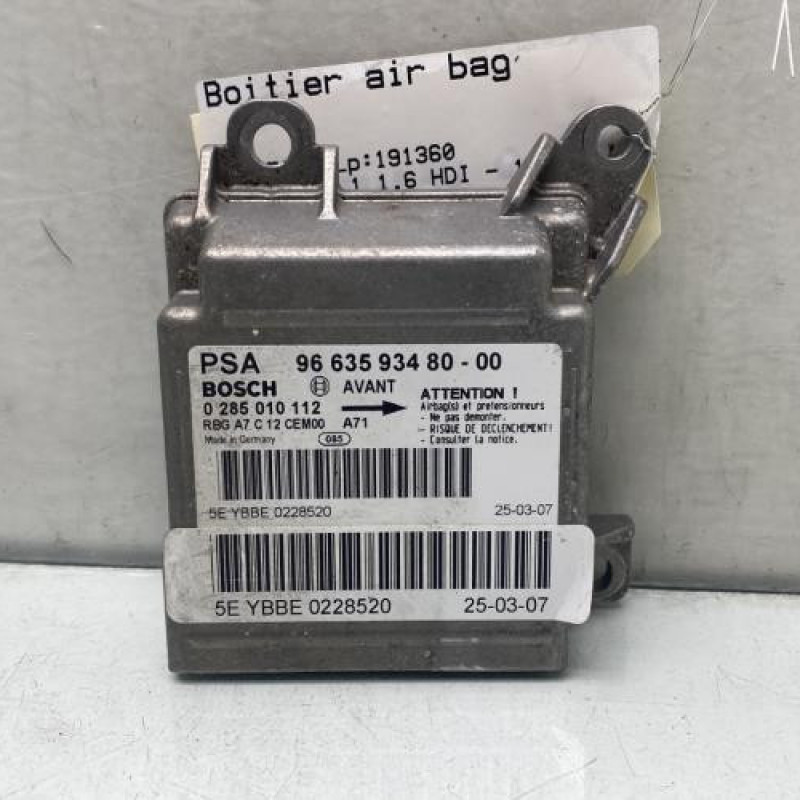 Boitier air bag
-p:191360
1 1.6 HDI -
PSA 96 635 934 80 - 00
BOSCH AVANT
0 285 010 112
RBG A7 C 12 CEM00 A71
Made in Germany 085
ATTENTION !
Airbag(s) et pretensionneurs
- Ne pas demonter.
- RISQUE DE DECLENCHEMENT!
- Consulter la notice.
5E YBBE 0228520 25-03-07
5E YBBE 0228520 25-03-07